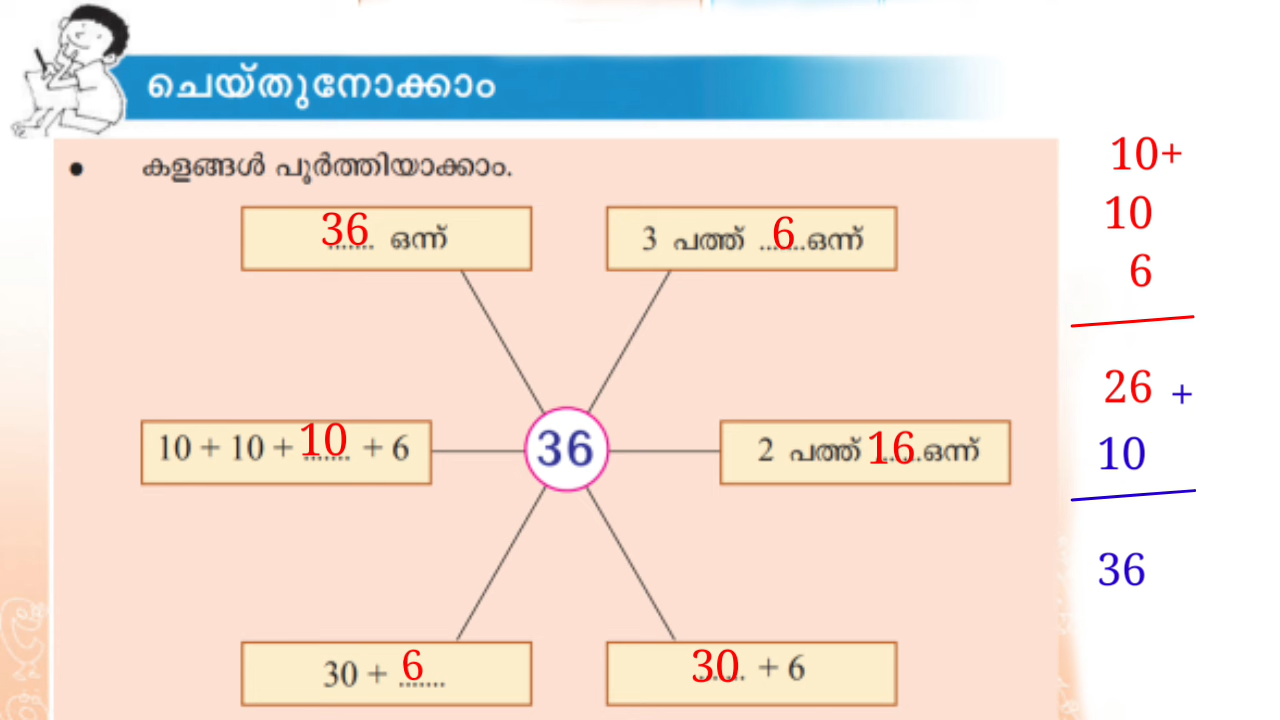 ചെയ്തുനോക്കാം
• കളങ്ങൾ പൂർത്തിയാക്കാം.
36 ഒന്ന്
3 പത്ത് 6 ഒന്ന്
10 + 10 + 10 + 6
36
2 പത്ത് 16 ഒന്ന്
30 + 6
30 + 6
10+
10
6
26 +
10
36